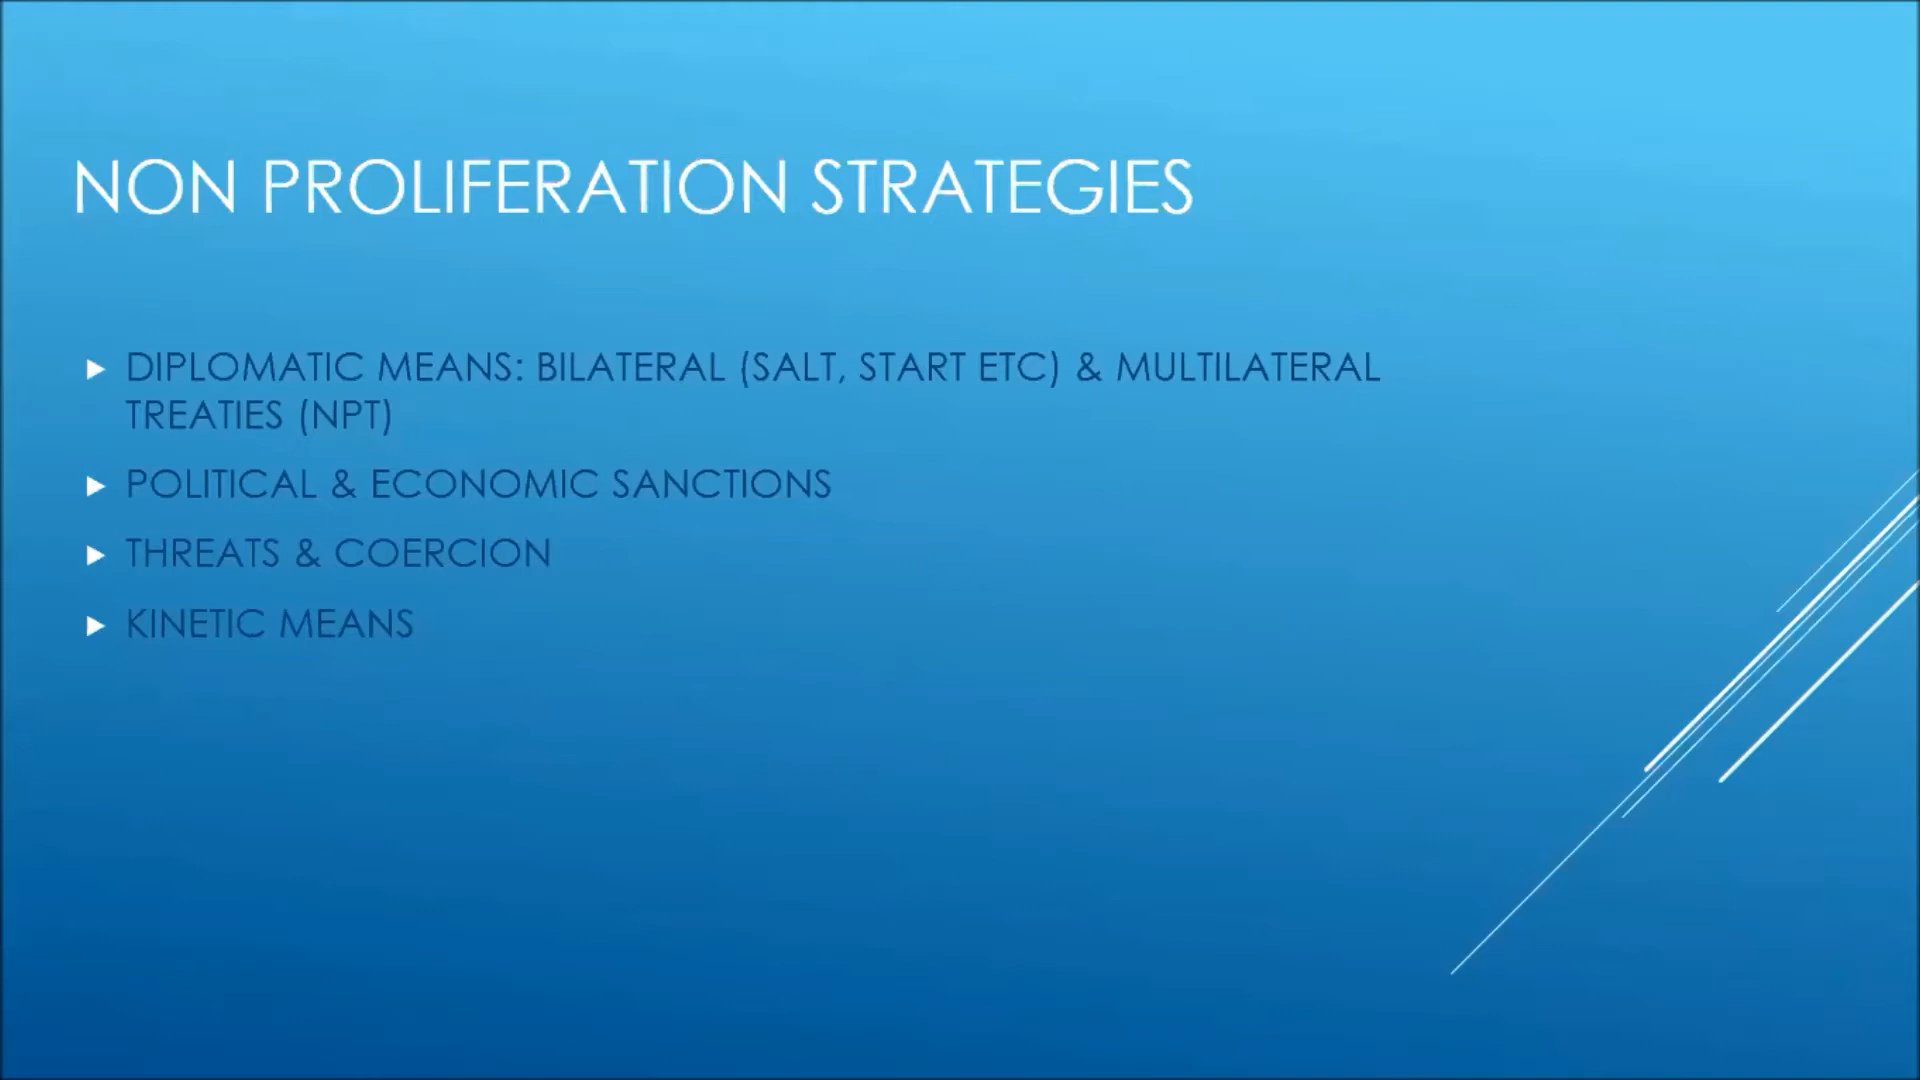 NON PROLIFERATION STRATEGIES
DIPLOMATIC MEANS: BILATERAL (SALT, START ETC) & MULTILATERAL
TREATIES (NPT)
POLITICAL & ECONOMIC SANCTIONS
THREATS & COERCION
KINETIC MEANS